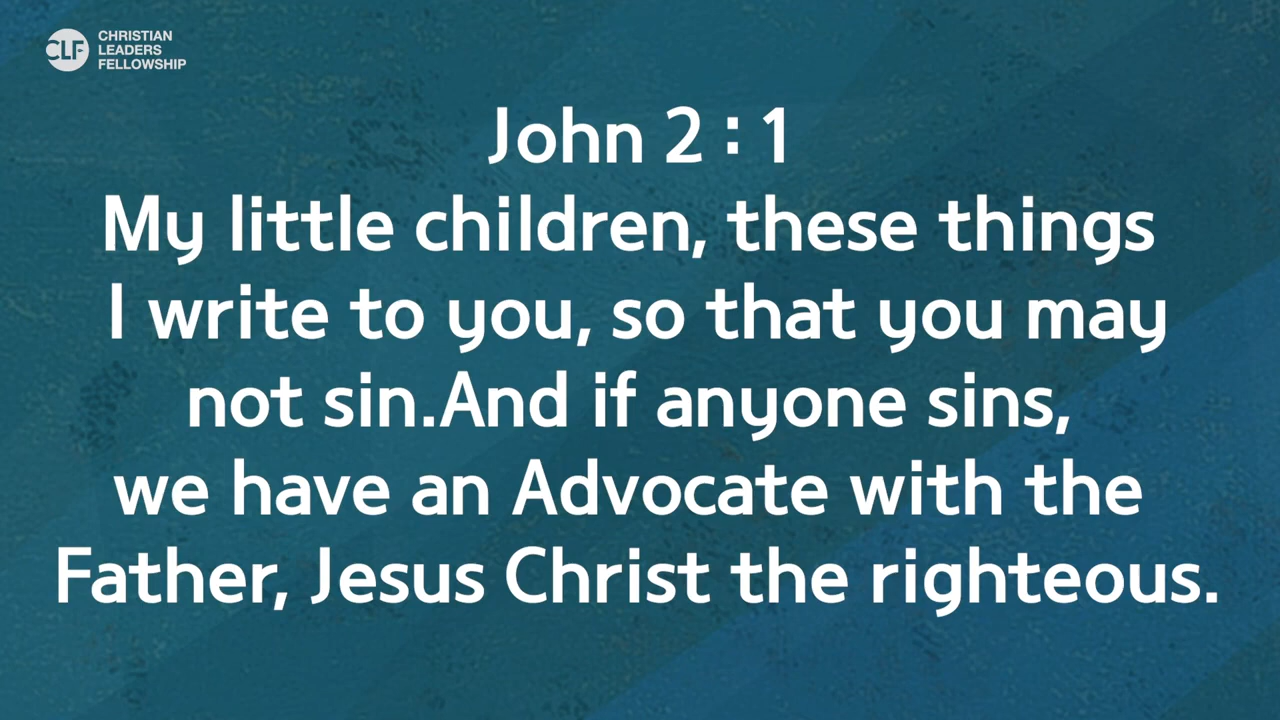 CLF
CHRISTIAN
LEADERS
FELLOWSHIP
John 2 : 1
My little children, these things
I write to you, so that you may
not sin.And if anyone sins,
we have an Advocate with the
Father, Jesus Christ the righteous.